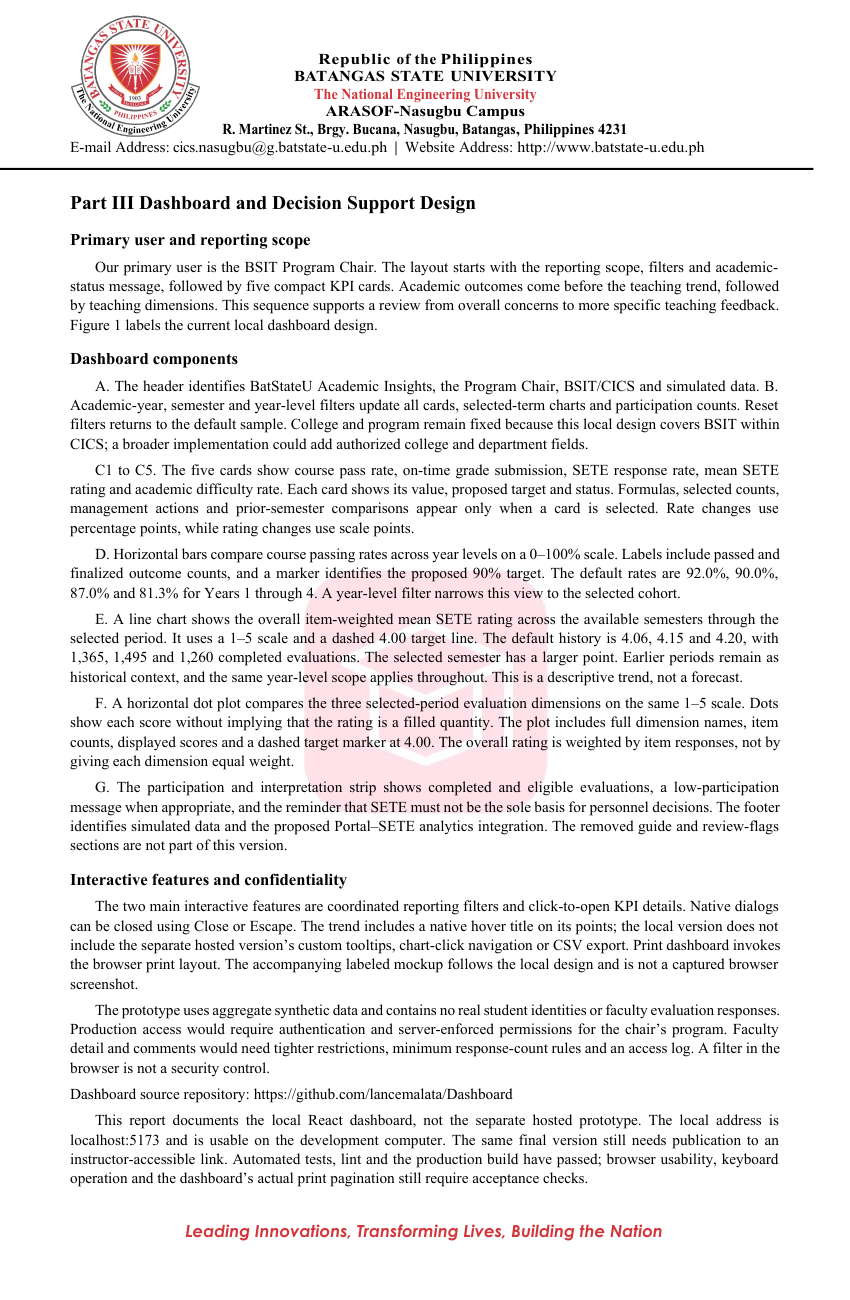 BATANGAS STATE UNIVERSITY
1903
PHILIPPINES
The National Engineering University
Republic of the Philippines
BATANGAS STATE UNIVERSITY
The National Engineering University
ARASOF-Nasugbu Campus
R. Martinez St., Brgy. Bucana, Nasugbu, Batangas, Philippines 4231
E-mail Address: cics.nasugbu@g.batstate-u.edu.ph | Website Address: http://www.batstate-u.edu.ph
Part III Dashboard and Decision Support Design
Primary user and reporting scope
Our primary user is the BSIT Program Chair. The layout starts with the reporting scope, filters and academic-
status message, followed by five compact KPI cards. Academic outcomes come before the teaching trend, followed
by teaching dimensions. This sequence supports a review from overall concerns to more specific teaching feedback.
Figure 1 labels the current local dashboard design.
Dashboard components
A. The header identifies BatStateU Academic Insights, the Program Chair, BSIT/CICS and simulated data. B.
Academic-year, semester and year-level filters update all cards, selected-term charts and participation counts. Reset
filters returns to the default sample. College and program remain fixed because this local design covers BSIT within
CICS; a broader implementation could add authorized college and department fields.
C1 to C5. The five cards show course pass rate, on-time grade submission, SETE response rate, mean SETE
rating and academic difficulty rate. Each card shows its value, proposed target and status. Formulas, selected counts,
management actions and prior-semester comparisons appear only when a card is selected. Rate changes use
percentage points, while rating changes use scale points.
D. Horizontal bars compare course passing rates across year levels on a 0–100% scale. Labels include passed and
finalized outcome counts, and a marker identifies the proposed 90% target. The default rates are 92.0%, 90.0%,
87.0% and 81.3% for Years 1 through 4. A year-level filter narrows this view to the selected cohort.
E. A line chart shows the overall item-weighted mean SETE rating across the available semesters through the
selected period. It uses a 1–5 scale and a dashed 4.00 target line. The default history is 4.06, 4.15 and 4.20, with
1,365, 1,495 and 1,260 completed evaluations. The selected semester has a larger point. Earlier periods remain as
historical context, and the same year-level scope applies throughout. This is a descriptive trend, not a forecast.
F. A horizontal dot plot compares the three selected-period evaluation dimensions on the same 1–5 scale. Dots
show each score without implying that the rating is a filled quantity. The plot includes full dimension names, item
counts, displayed scores and a dashed target marker at 4.00. The overall rating is weighted by item responses, not by
giving each dimension equal weight.
G. The participation and interpretation strip shows completed and eligible evaluations, a low-participation
message when appropriate, and the reminder that SETE must not be the sole basis for personnel decisions. The footer
identifies simulated data and the proposed Portal–SETE analytics integration. The removed guide and review-flags
sections are not part of this version.
Interactive features and confidentiality
The two main interactive features are coordinated reporting filters and click-to-open KPI details. Native dialogs
can be closed using Close or Escape. The trend includes a native hover title on its points; the local version does not
include the separate hosted version’s custom tooltips, chart-click navigation or CSV export. Print dashboard invokes
the browser print layout. The accompanying labeled mockup follows the local design and is not a captured browser
screenshot.
The prototype uses aggregate synthetic data and contains no real student identities or faculty evaluation responses.
Production access would require authentication and server-enforced permissions for the chair’s program. Faculty
detail and comments would need tighter restrictions, minimum response-count rules and an access log. A filter in the
browser is not a security control.
Dashboard source repository: https://github.com/lancemalata/Dashboard
This report documents the local React dashboard, not the separate hosted prototype. The local address is
localhost:5173 and is usable on the development computer. The same final version still needs publication to an
instructor-accessible link. Automated tests, lint and the production build have passed; browser usability, keyboard
operation and the dashboard’s actual print pagination still require acceptance checks.
Leading Innovations, Transforming Lives, Building the Nation